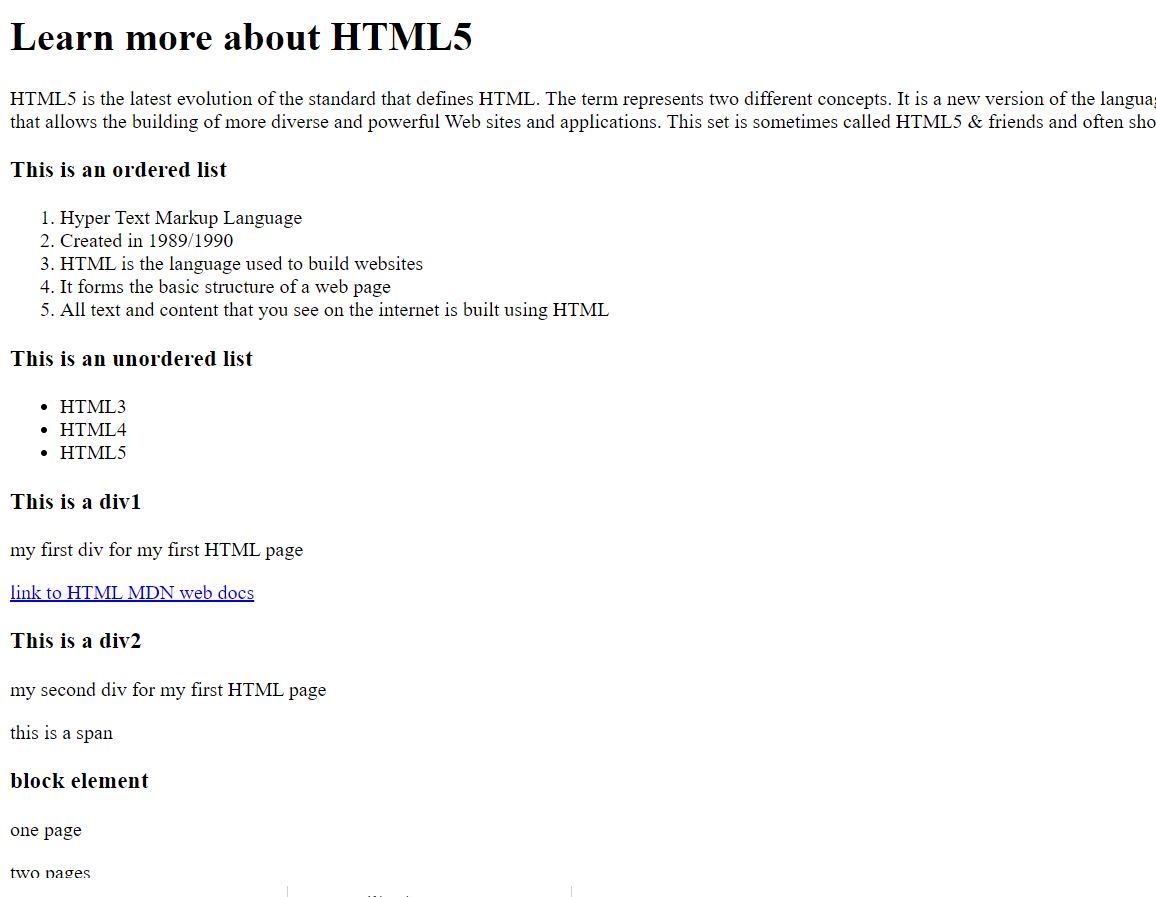 Learn more about HTML5
HTML5 is the latest evolution of the standard that defines HTML. The term represents two different concepts. It is a new version of the
that allows the building of more diverse and powerful Web sites and applications. This set is sometimes called HTML5 & friends and often
This is an ordered list
1. Hyper Text Markup Language
2. Created in 1989/1990
3. HTML is the language used to build websites
4. It forms the basic structure of a web page
5. All text and content that you see on the internet is built using HTML
This is an unordered list
• HTML3
• HTML4
• HTML5
This is a div1
my first div for my first HTML page
link to HTML MDN web docs
This is a div2
my second div for my first HTML page
this is a span
block element
one page
two pages